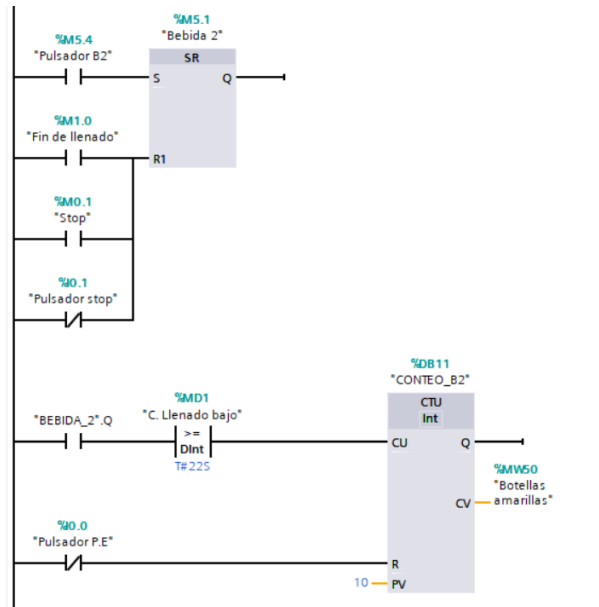 %M5.1
"Bebida 2"
%M5.4
"Pulsador B2"
SR
S
Q
%M1.0
"Fin de llenado"
R1
%M0.1
"Stop"
%I0.1
"Pulsador stop"
%DB11
"CONTEO_B2"
%MD1
"C. Llenado bajo"
"BEBIDA_2".Q
CTU
Int
>=
DInt
T#22S
CU
Q
%MW50
"Botellas
amarillas"
CV
%I0.0
"Pulsador P.E"
R
10
PV